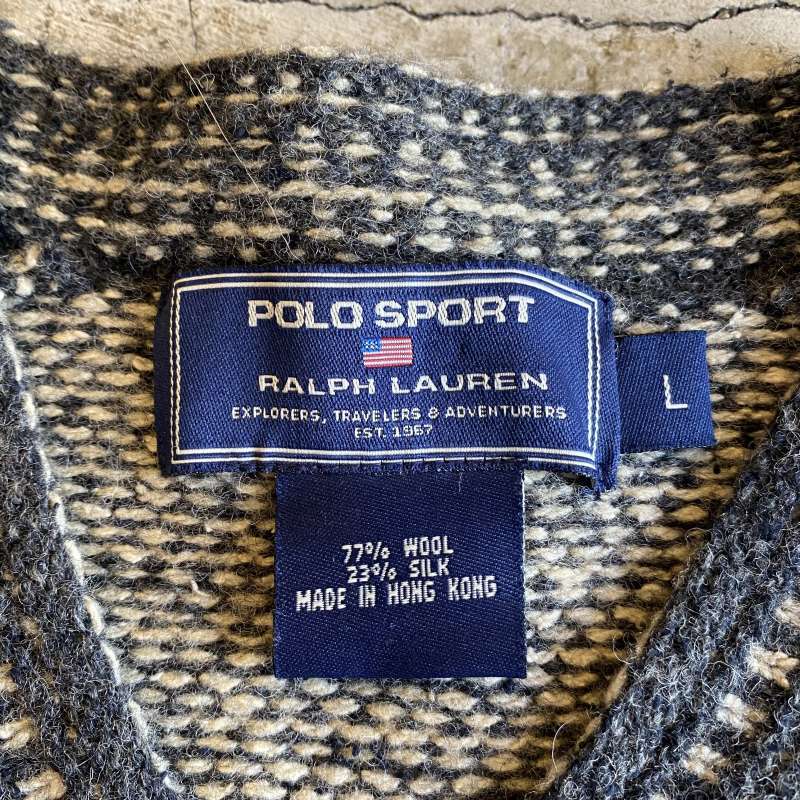 POLO SPORT
RALPH LAUREN
EXPLORERS, TRAVELERS & ADVENTURERS
EST. 1967
L
77% WOOL
23% SILK
MADE IN HONG KONG